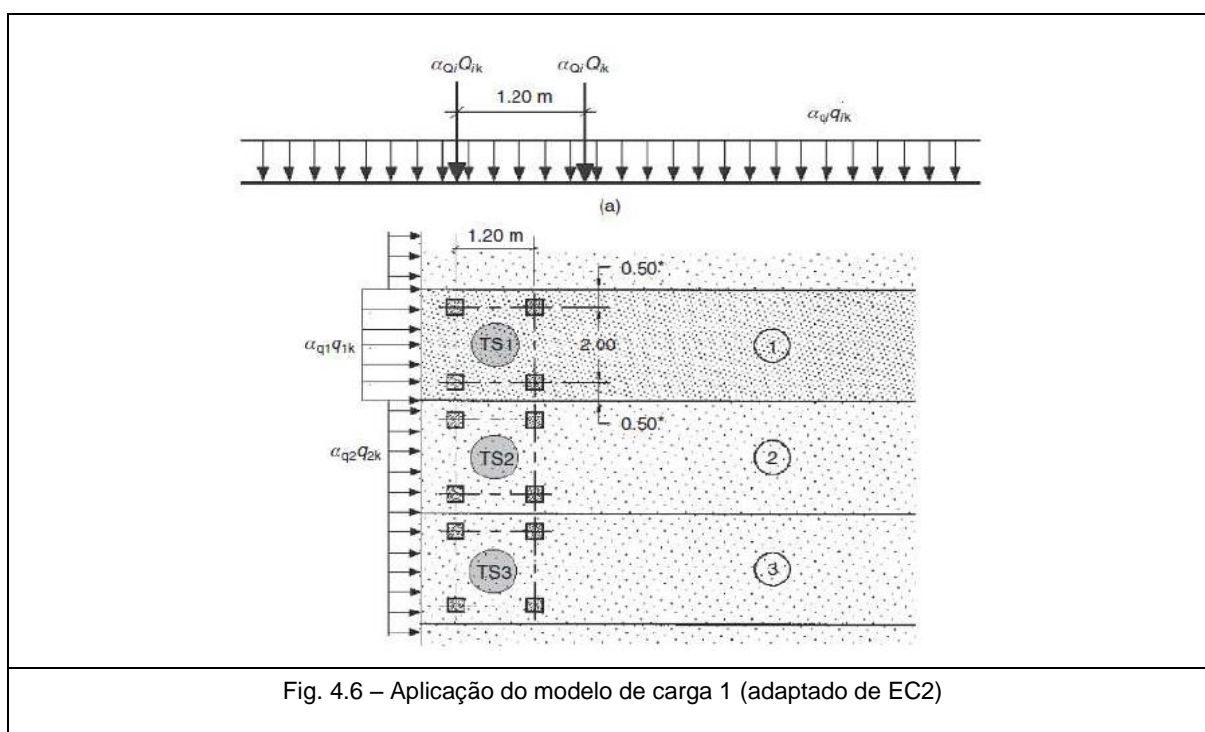 αQiQik αQiQik
1.20 m
αqiqik
(a)
1.20 m
0.50*
TS1
2.00
1
αq1q1k
0.50*
αq2q2k
TS2
2
TS3
3
Fig. 4.6 – Aplicação do modelo de carga 1 (adaptado de EC2)